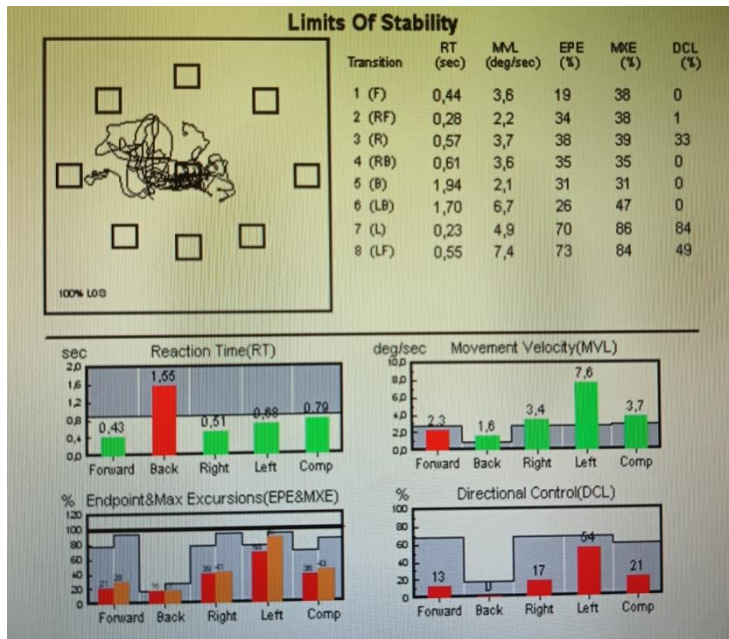 Limits Of Stability
Transition RT (sec) MVL (deg/sec) EPE (%) MXE (%) DCL (%)
1 (F) 0,44 3,6 19 38 0
2 (RF) 0,28 2,2 34 38 1
3 (R) 0,57 3,7 38 39 33
4 (RB) 0,61 3,6 35 35 0
5 (B) 1,94 2,1 31 31 0
6 (LB) 1,70 6,7 26 47 0
7 (L) 0,23 4,9 70 86 84
8 (LF) 0,55 7,4 73 84 49
100% LOS
sec Reaction Time(RT)
2,0
1,6
1,2
0,8
0,4
0,0
0,43 1,55 0,51 0,68 0,79
Forward Back Right Left Comp
deg/sec Movement Velocity(MVL)
10,0
8,0
6,0
4,0
2,0
0,0
2,3 1,6 3,4 7,6 3,7
Forward Back Right Left Comp
% Endpoint&Max Excursions(EPE&MXE)
120
100
80
60
40
20
0
21 28 16 39 41 38 43
Forward Back Right Left Comp
% Directional Control(DCL)
100
80
60
40
20
0
13 0 17 54 21
Forward Back Right Left Comp